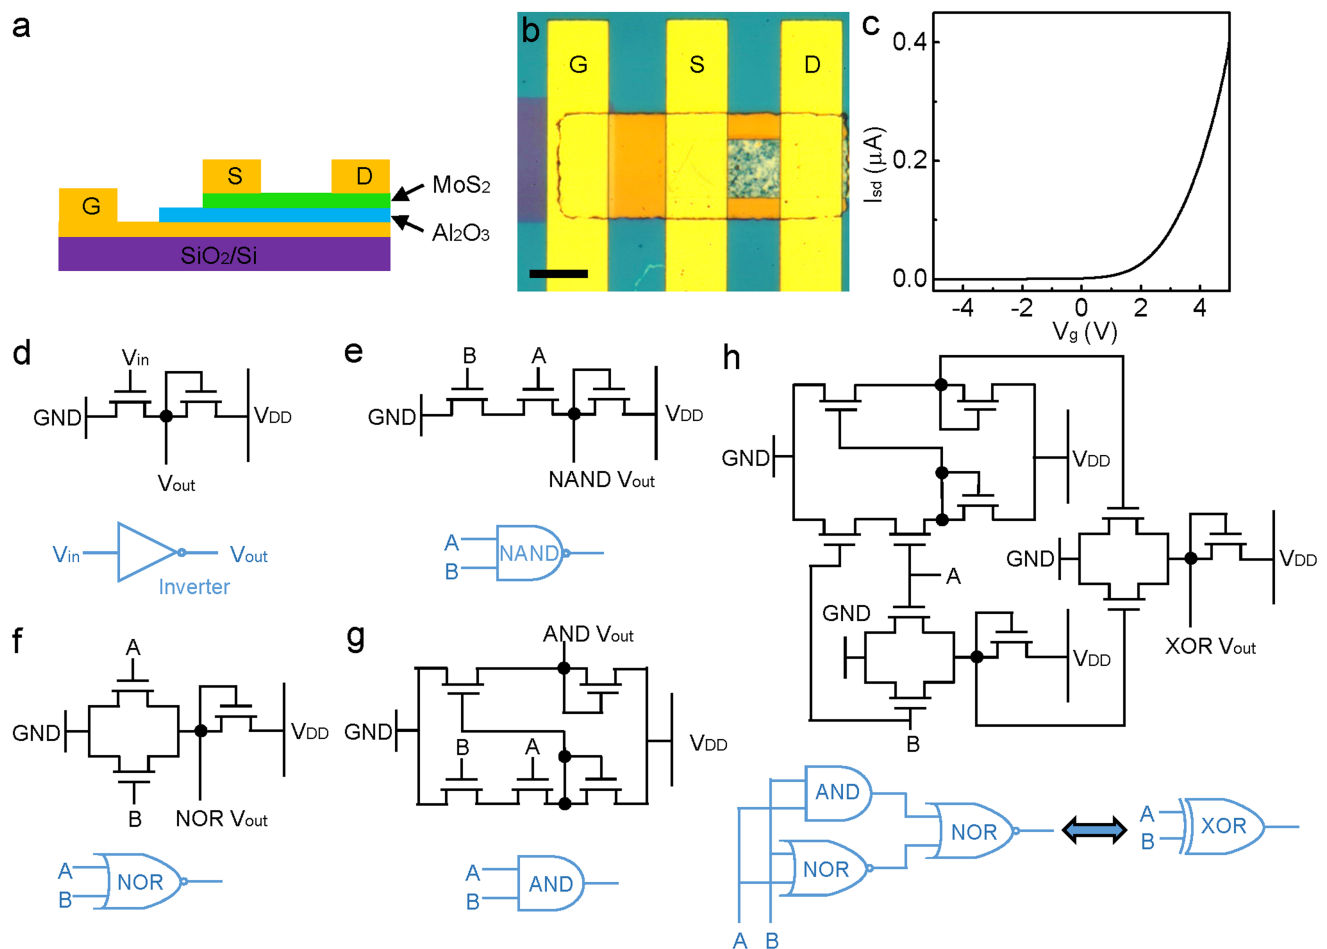 a
S
D
G
MoS2
Al2O3
SiO2/Si
b
G
S
D
c
0.4
0.2
0.0
Isd (μA)
-4
-2
0
2
4
Vg (V)
d
Vin
GND
VDD
Vout
Vin
Vout
Inverter
e
B
A
GND
VDD
NAND Vout
A
B
NAND
f
A
GND
VDD
B
NOR Vout
A
B
NOR
g
AND Vout
GND
VDD
B
A
A
B
AND
h
GND
VDD
A
GND
VDD
B
GND
VDD
XOR Vout
AND
NOR
NOR
A
B
A
B
XOR